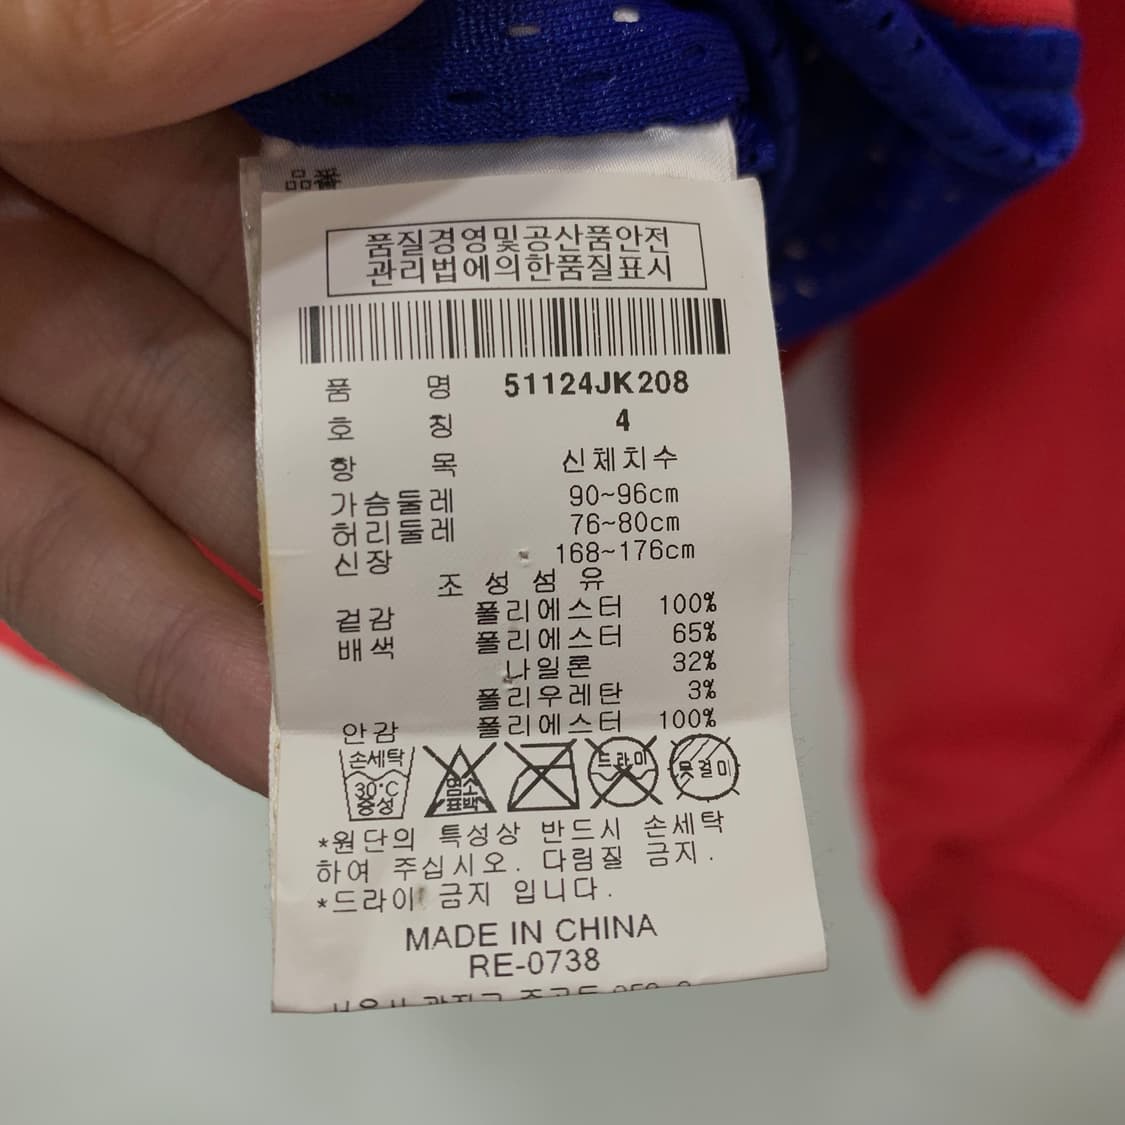 品番
품질경영및공산품안전
관리법에의한품질표시
품 명 51124JK208
호 칭 4
항 목 신체치수
가슴둘레 90~96cm
허리둘레 76~80cm
신장 168~176cm
조 성 섬 유
겉감 폴리에스터 100%
배색 폴리에스터 65%
나일론 32%
폴리우레탄 3%
안감 폴리에스터 100%
손세탁 30°C 중성
염소 표백
드라이
뭇걸미
*원단의 특성상 반드시 손세탁
하여 주십시오. 다림질 금지.
*드라이 금지 입니다.
MADE IN CHINA
RE-0738